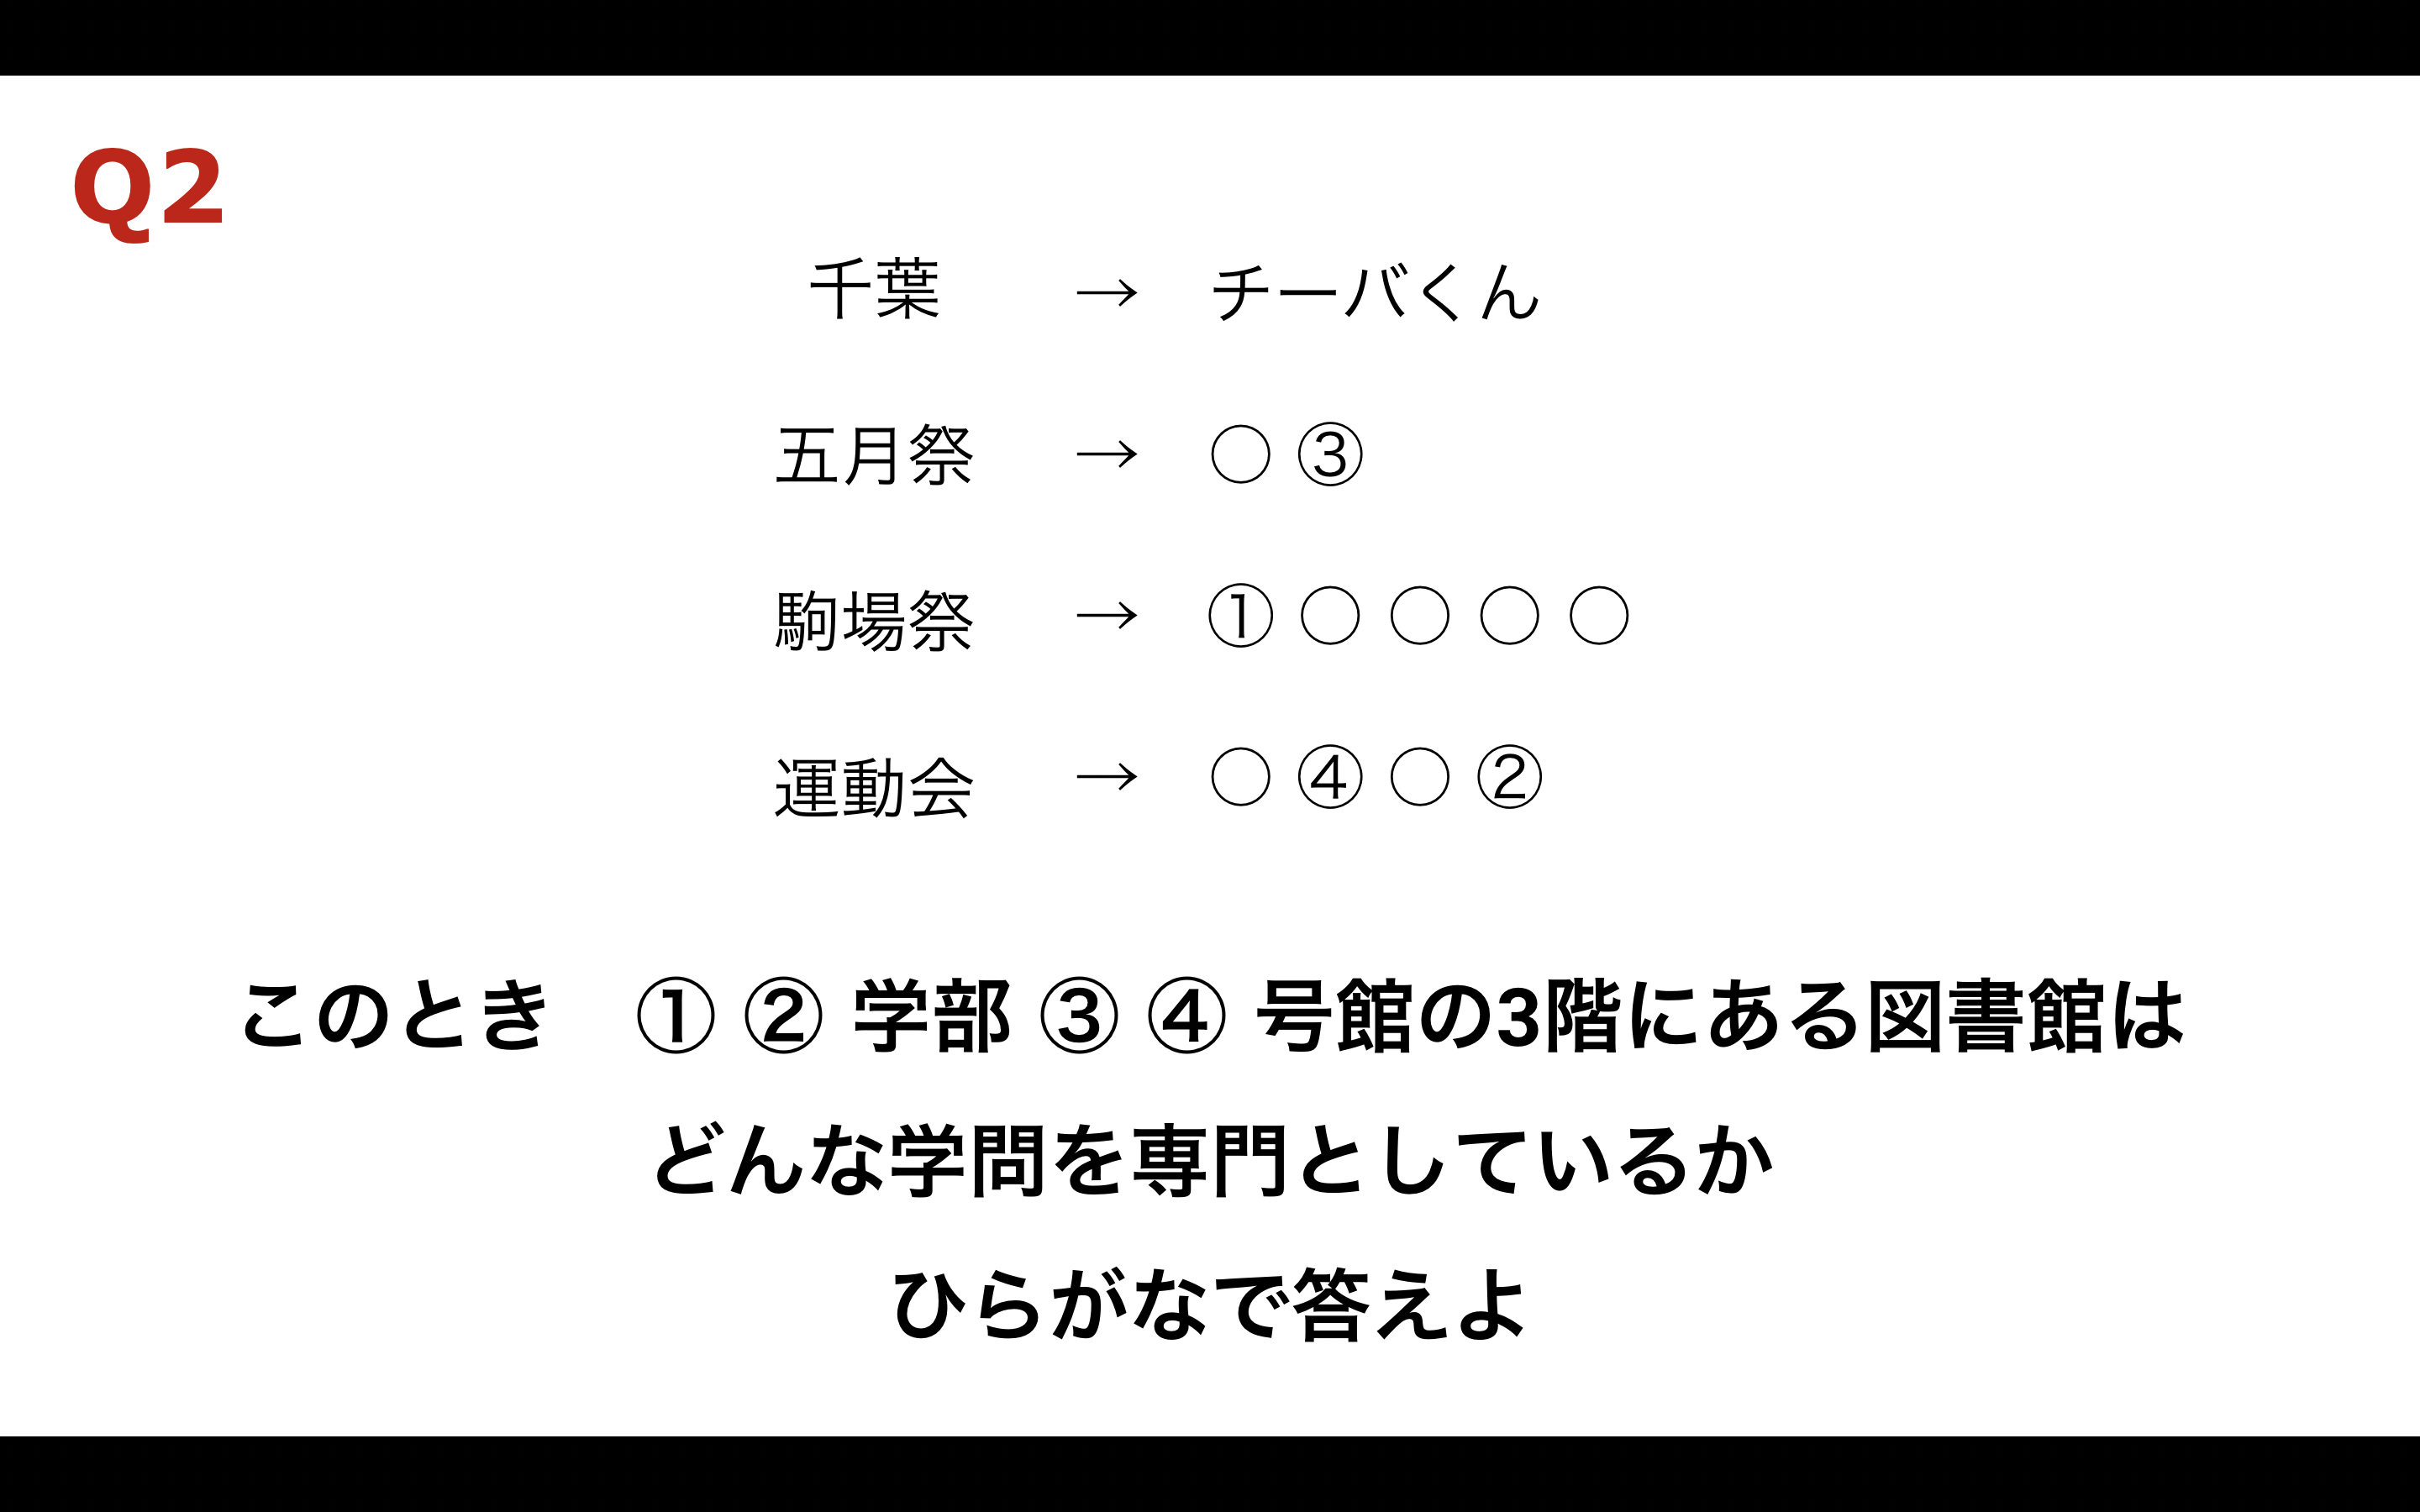 Q2
千葉 → チーバくん
五月祭 → ○ ③
駒場祭 → ① ○ ○ ○ ○
運動会 → ○ ④ ○ ②
このとき ① ② 学部 ③ ④ 号館の3階にある図書館は
どんな学問を専門としているか
ひらがなで答えよ